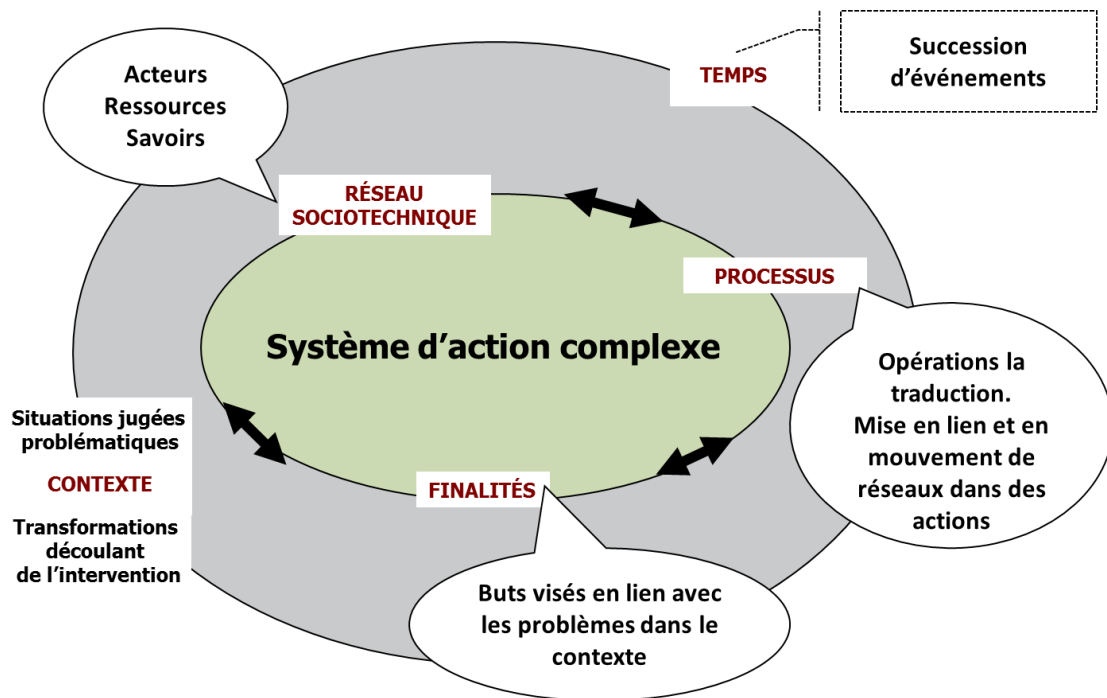 Acteurs
Ressources
Savoirs
TEMPS
Succession
d’événements
RÉSEAU
SOCIOTECHNIQUE
PROCESSUS
Système d’action complexe
Opérations la
traduction.
Mise en lien et en
mouvement de
réseaux dans des
actions
Situations jugées
problématiques
CONTEXTE
Transformations
découlant
de l’intervention
FINALITÉS
Buts visés en lien avec
les problèmes dans le
contexte